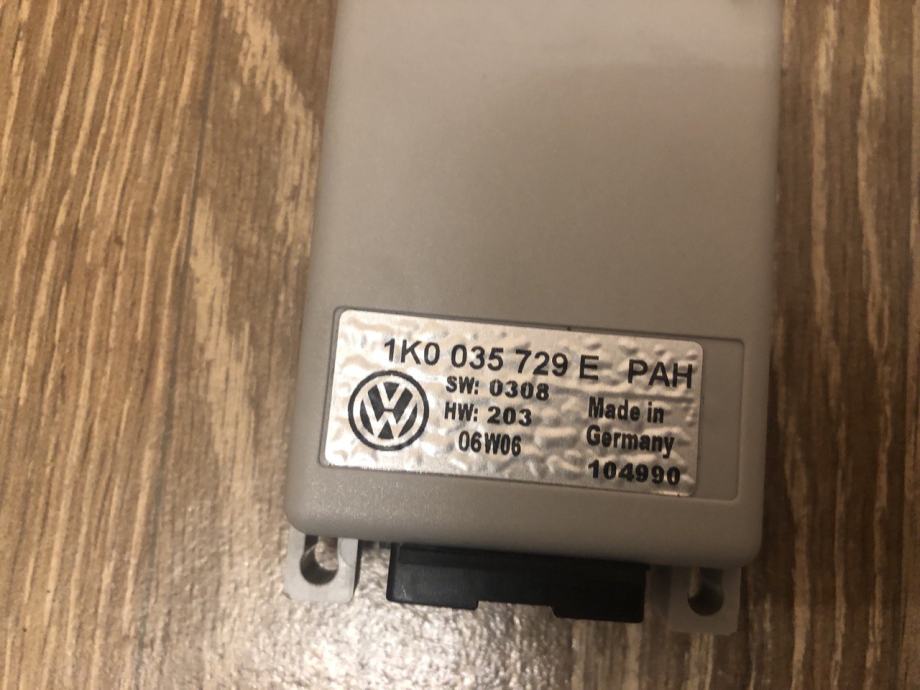 1K0 035 729 E PAH
SW: 0308
HW: 203
06W06
Made in
Germany
104990